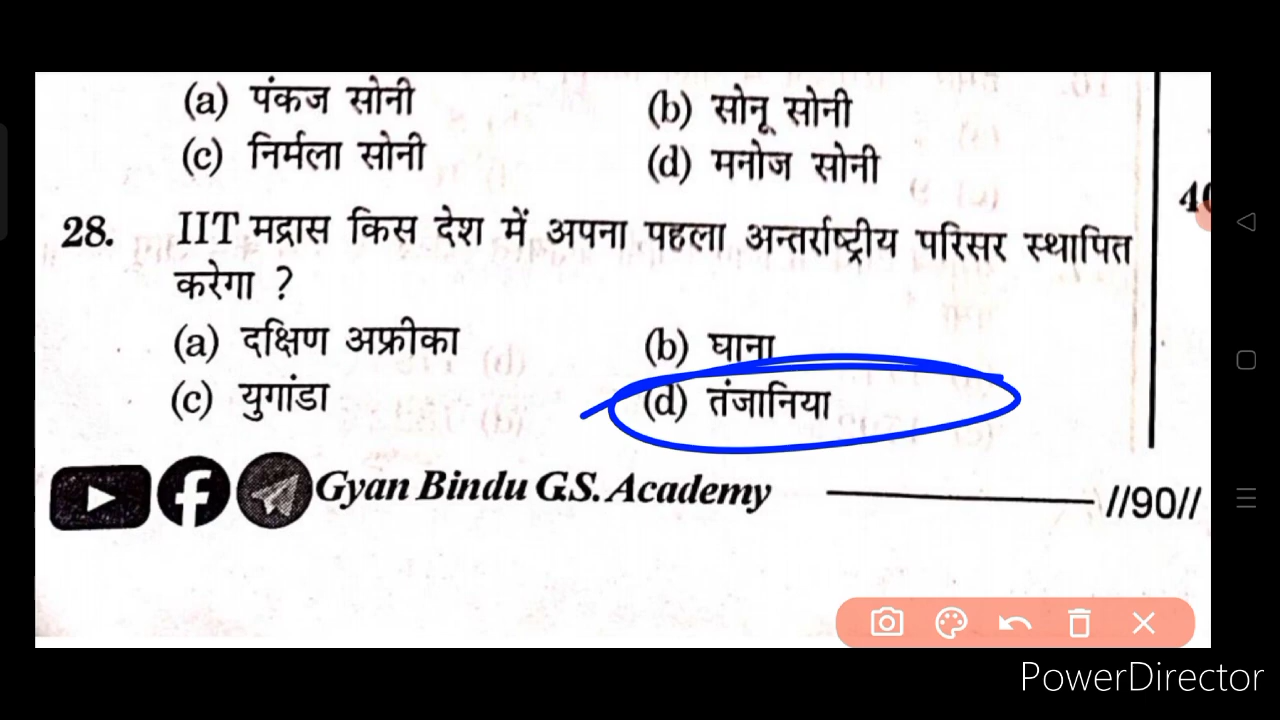 (a) पंकज सोनी (b) सोनू सोनी
(c) निर्मला सोनी (d) मनोज सोनी
28. IIT मद्रास किस देश में अपना पहला अन्तर्राष्ट्रीय परिसर स्थापित
करेगा ?
(a) दक्षिण अफ्रीका (b) घाना
(c) युगांडा (d) तंजानिया
Gyan Bindu G.S. Academy //90//
PowerDirector